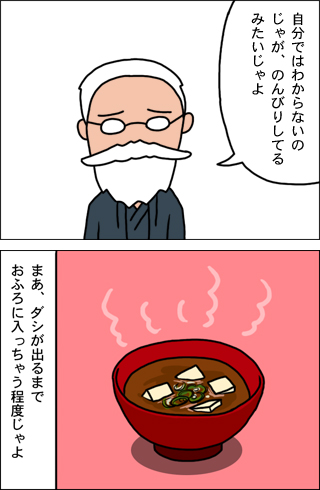 自分ではわからないの
じゃが、のんびりしてる
みたいじゃよ
まあ、ダシが出るまで
おふろに入っちゃう程度じゃよ